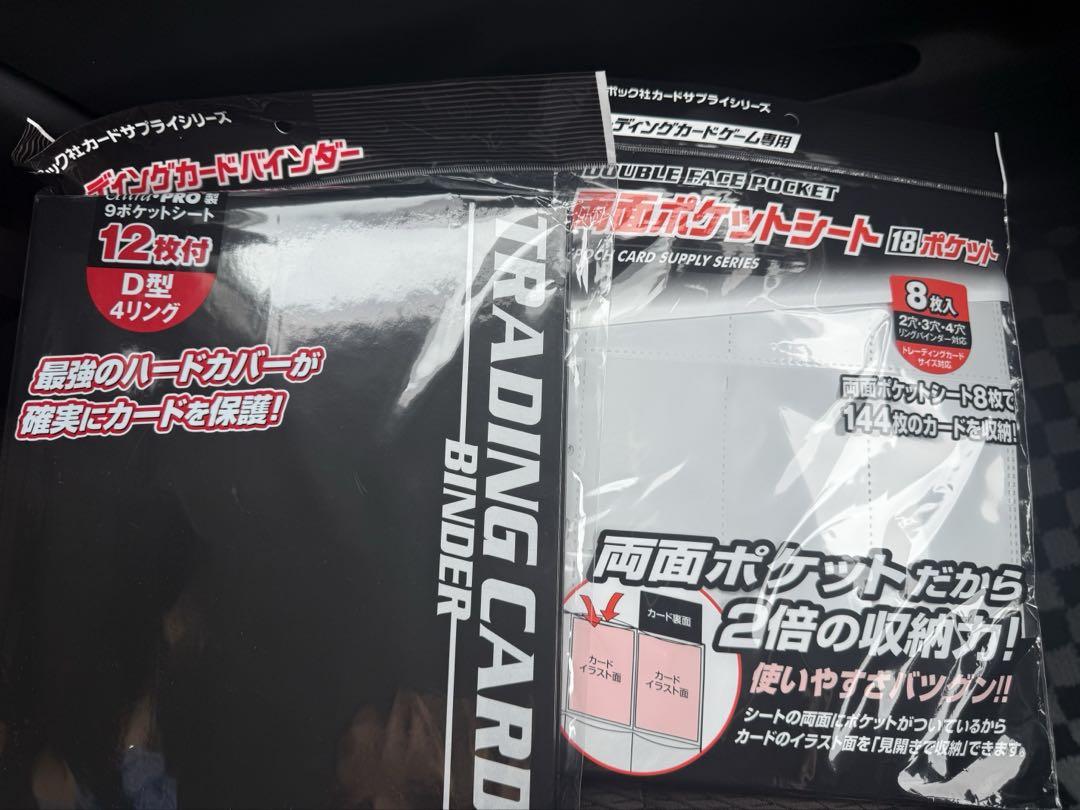 ポック社カードサプライシリーズ
ディングカードバインダー
Ultra・PRO製
9ポケットシート
12枚付
D型
4リング
最強のハードカバーが
確実にカードを保護!
TRADING CARD
BINDER
ポック社カードサプライシリーズ
ディングカードゲーム専用
DOUBLE FACE POCKET
両面ポケットシート 18ポケット
EPOCH CARD SUPPLY SERIES
8枚入
2穴・3穴・4穴
リングバインダー対応
トレーディングカード
サイズ対応
両面ポケットシート8枚で
144枚のカードを収納!
両面ポケットだから
2倍の収納力!
使いやすさバツグン!!
シートの両面にポケットがついているから
カードのイラスト面を「見開きで収納」できます。
カード裏面
カード
イラスト面
カード
イラスト面